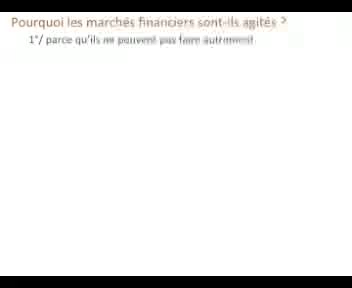 Pourquoi les marchés financiers sont-ils agités ?
1°/ parce qu'ils ne peuvent pas faire autrement